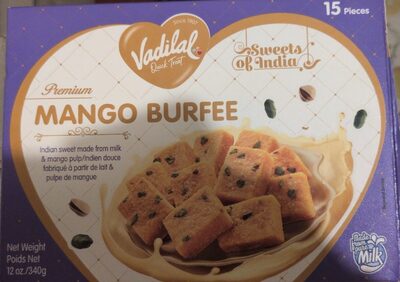 15 Pieces
SINCE 1907
Vadilal
Quick Treat
Sweets
of India
Premium
MANGO BURFEE
Indian sweet made from milk
& mango pulp/Indien douce
fabriqué à partir de lait &
pulpe de mangue
Net Weight
Poids Net
12 oz./340g
Milk